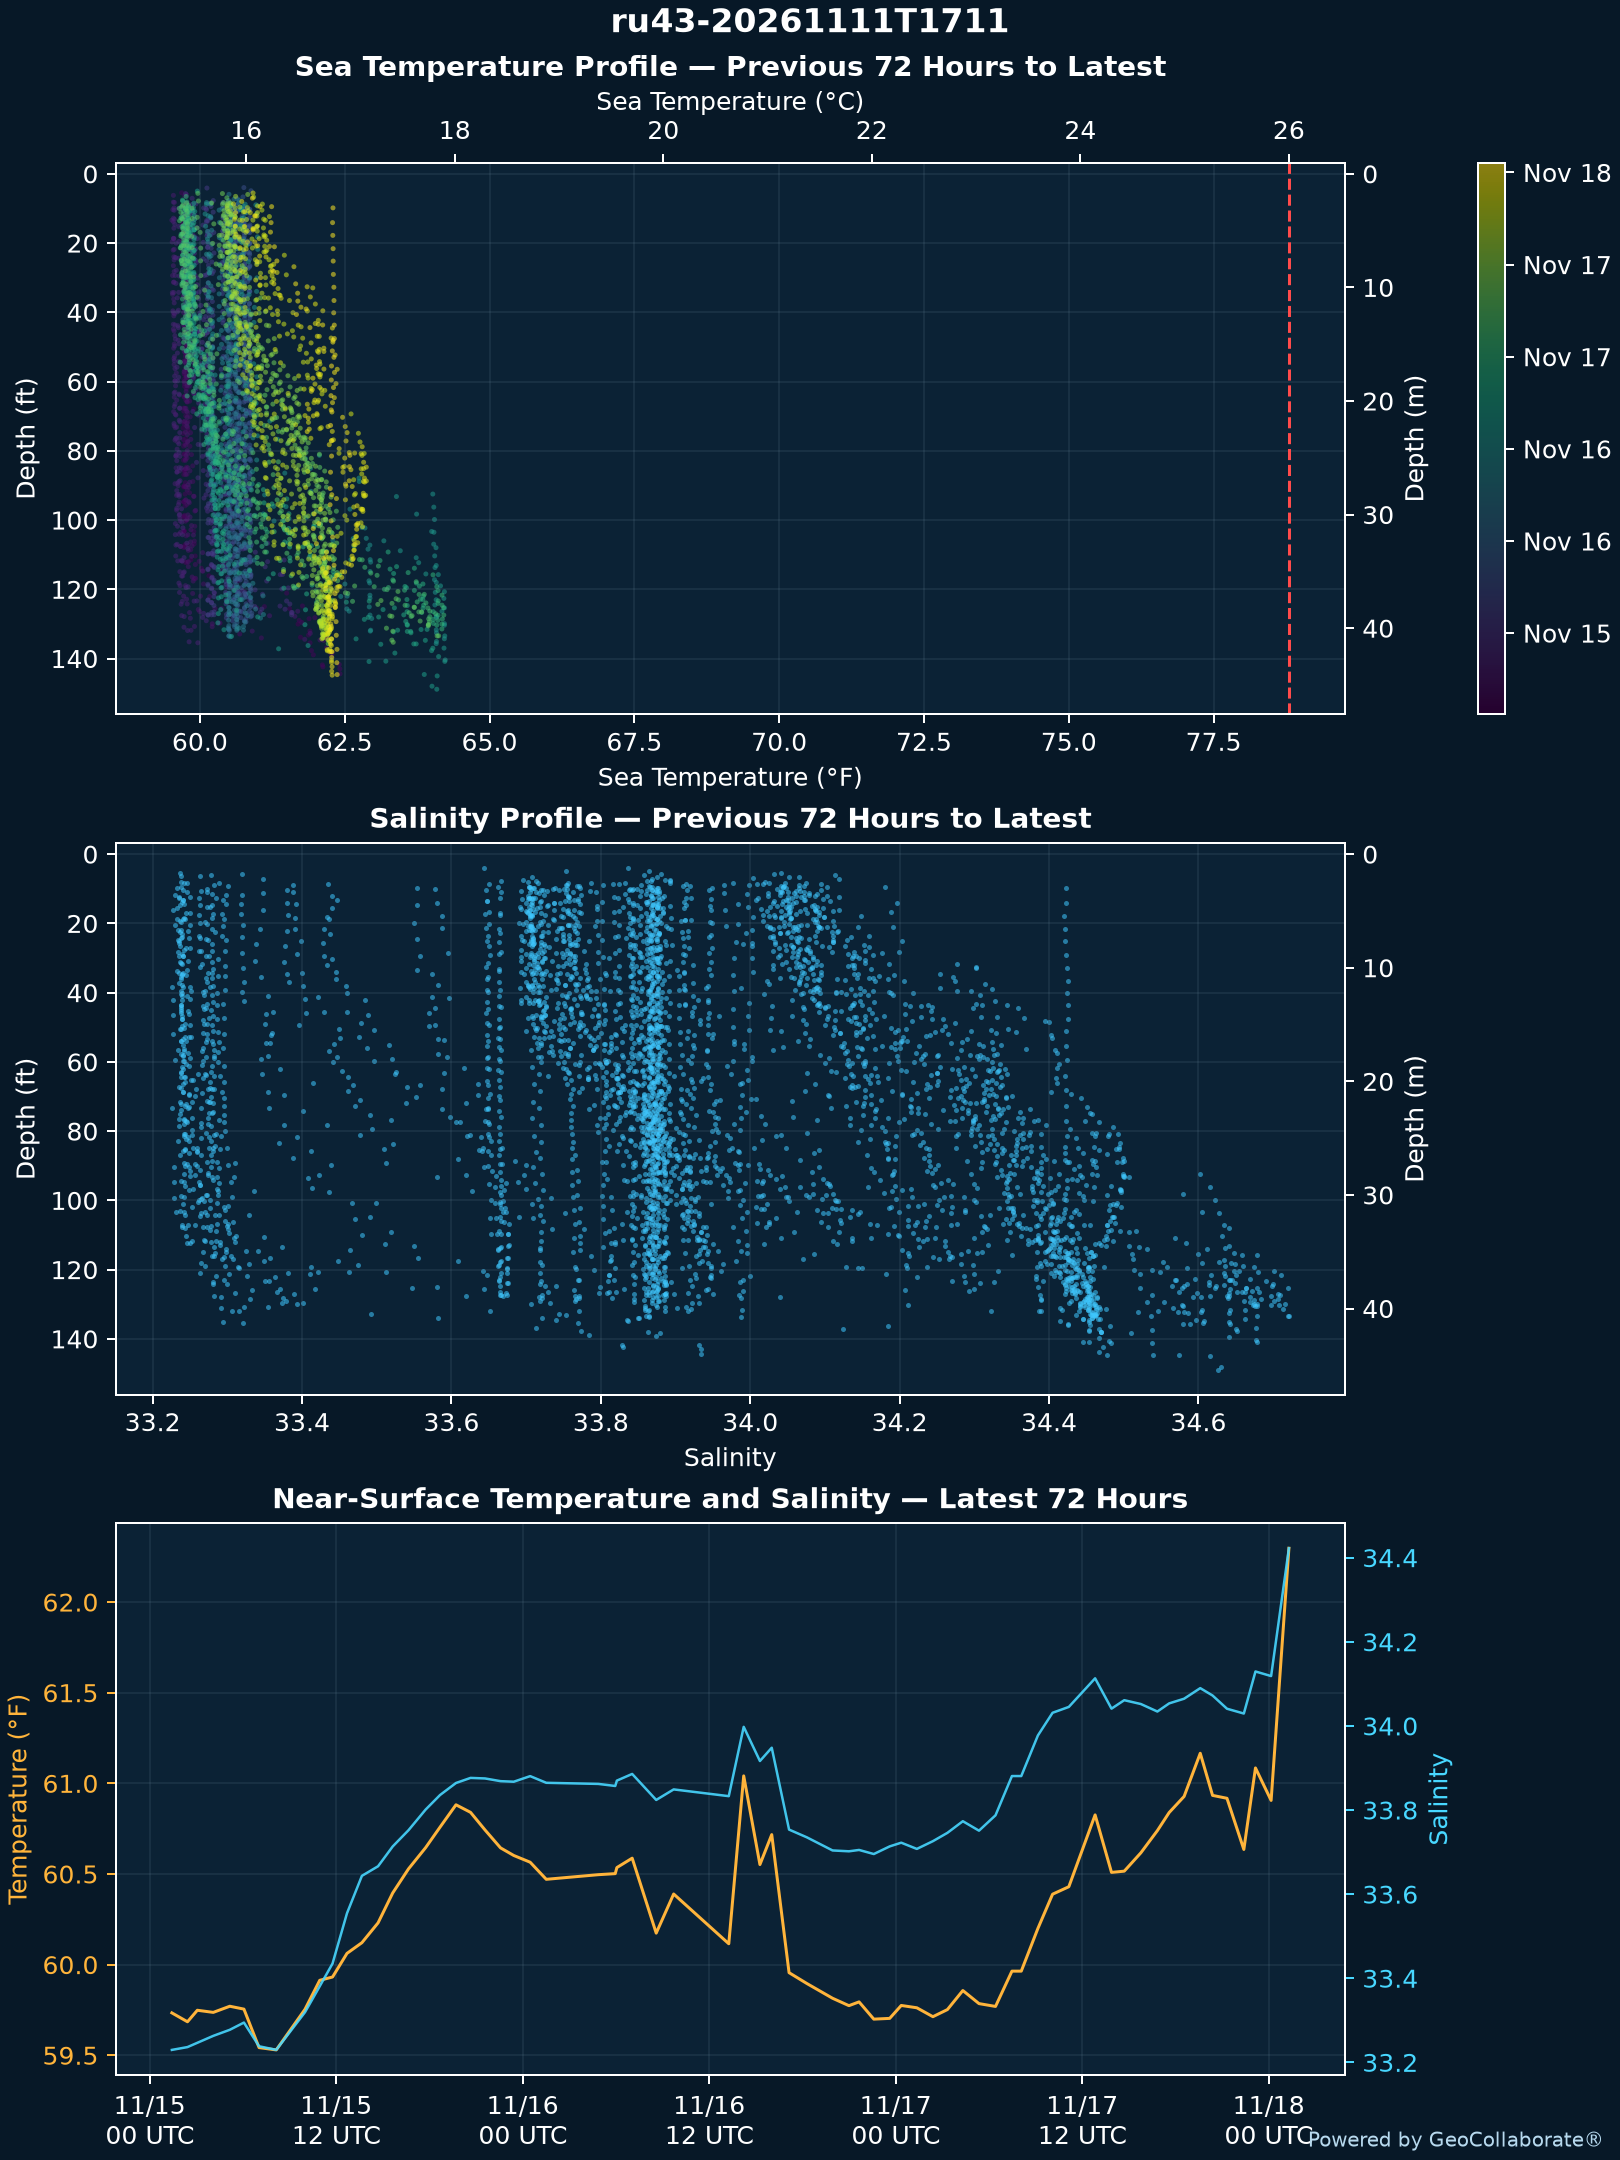 ru43-20261111T1711
Sea Temperature Profile — Previous 72 Hours to Latest
Sea Temperature (°C)
16 18 20 22 24 26
0 20 40 60 80 100 120 140
Depth (ft)
0 10 20 30 40
Depth (m)
60.0 62.5 65.0 67.5 70.0 72.5 75.0 77.5
Sea Temperature (°F)
Nov 18
Nov 17
Nov 17
Nov 16
Nov 16
Nov 15
Salinity Profile — Previous 72 Hours to Latest
0 20 40 60 80 100 120 140
Depth (ft)
0 10 20 30 40
Depth (m)
33.2 33.4 33.6 33.8 34.0 34.2 34.4 34.6
Salinity
Near-Surface Temperature and Salinity — Latest 72 Hours
62.0 61.5 61.0 60.5 60.0 59.5
Temperature (°F)
34.4 34.2 34.0 33.8 33.6 33.4 33.2
Salinity
11/15 11/15 11/16 11/16 11/17 11/17 11/18
00 UTC 12 UTC 00 UTC 12 UTC 00 UTC 12 UTC 00 UTC
Powered by GeoCollaborate®